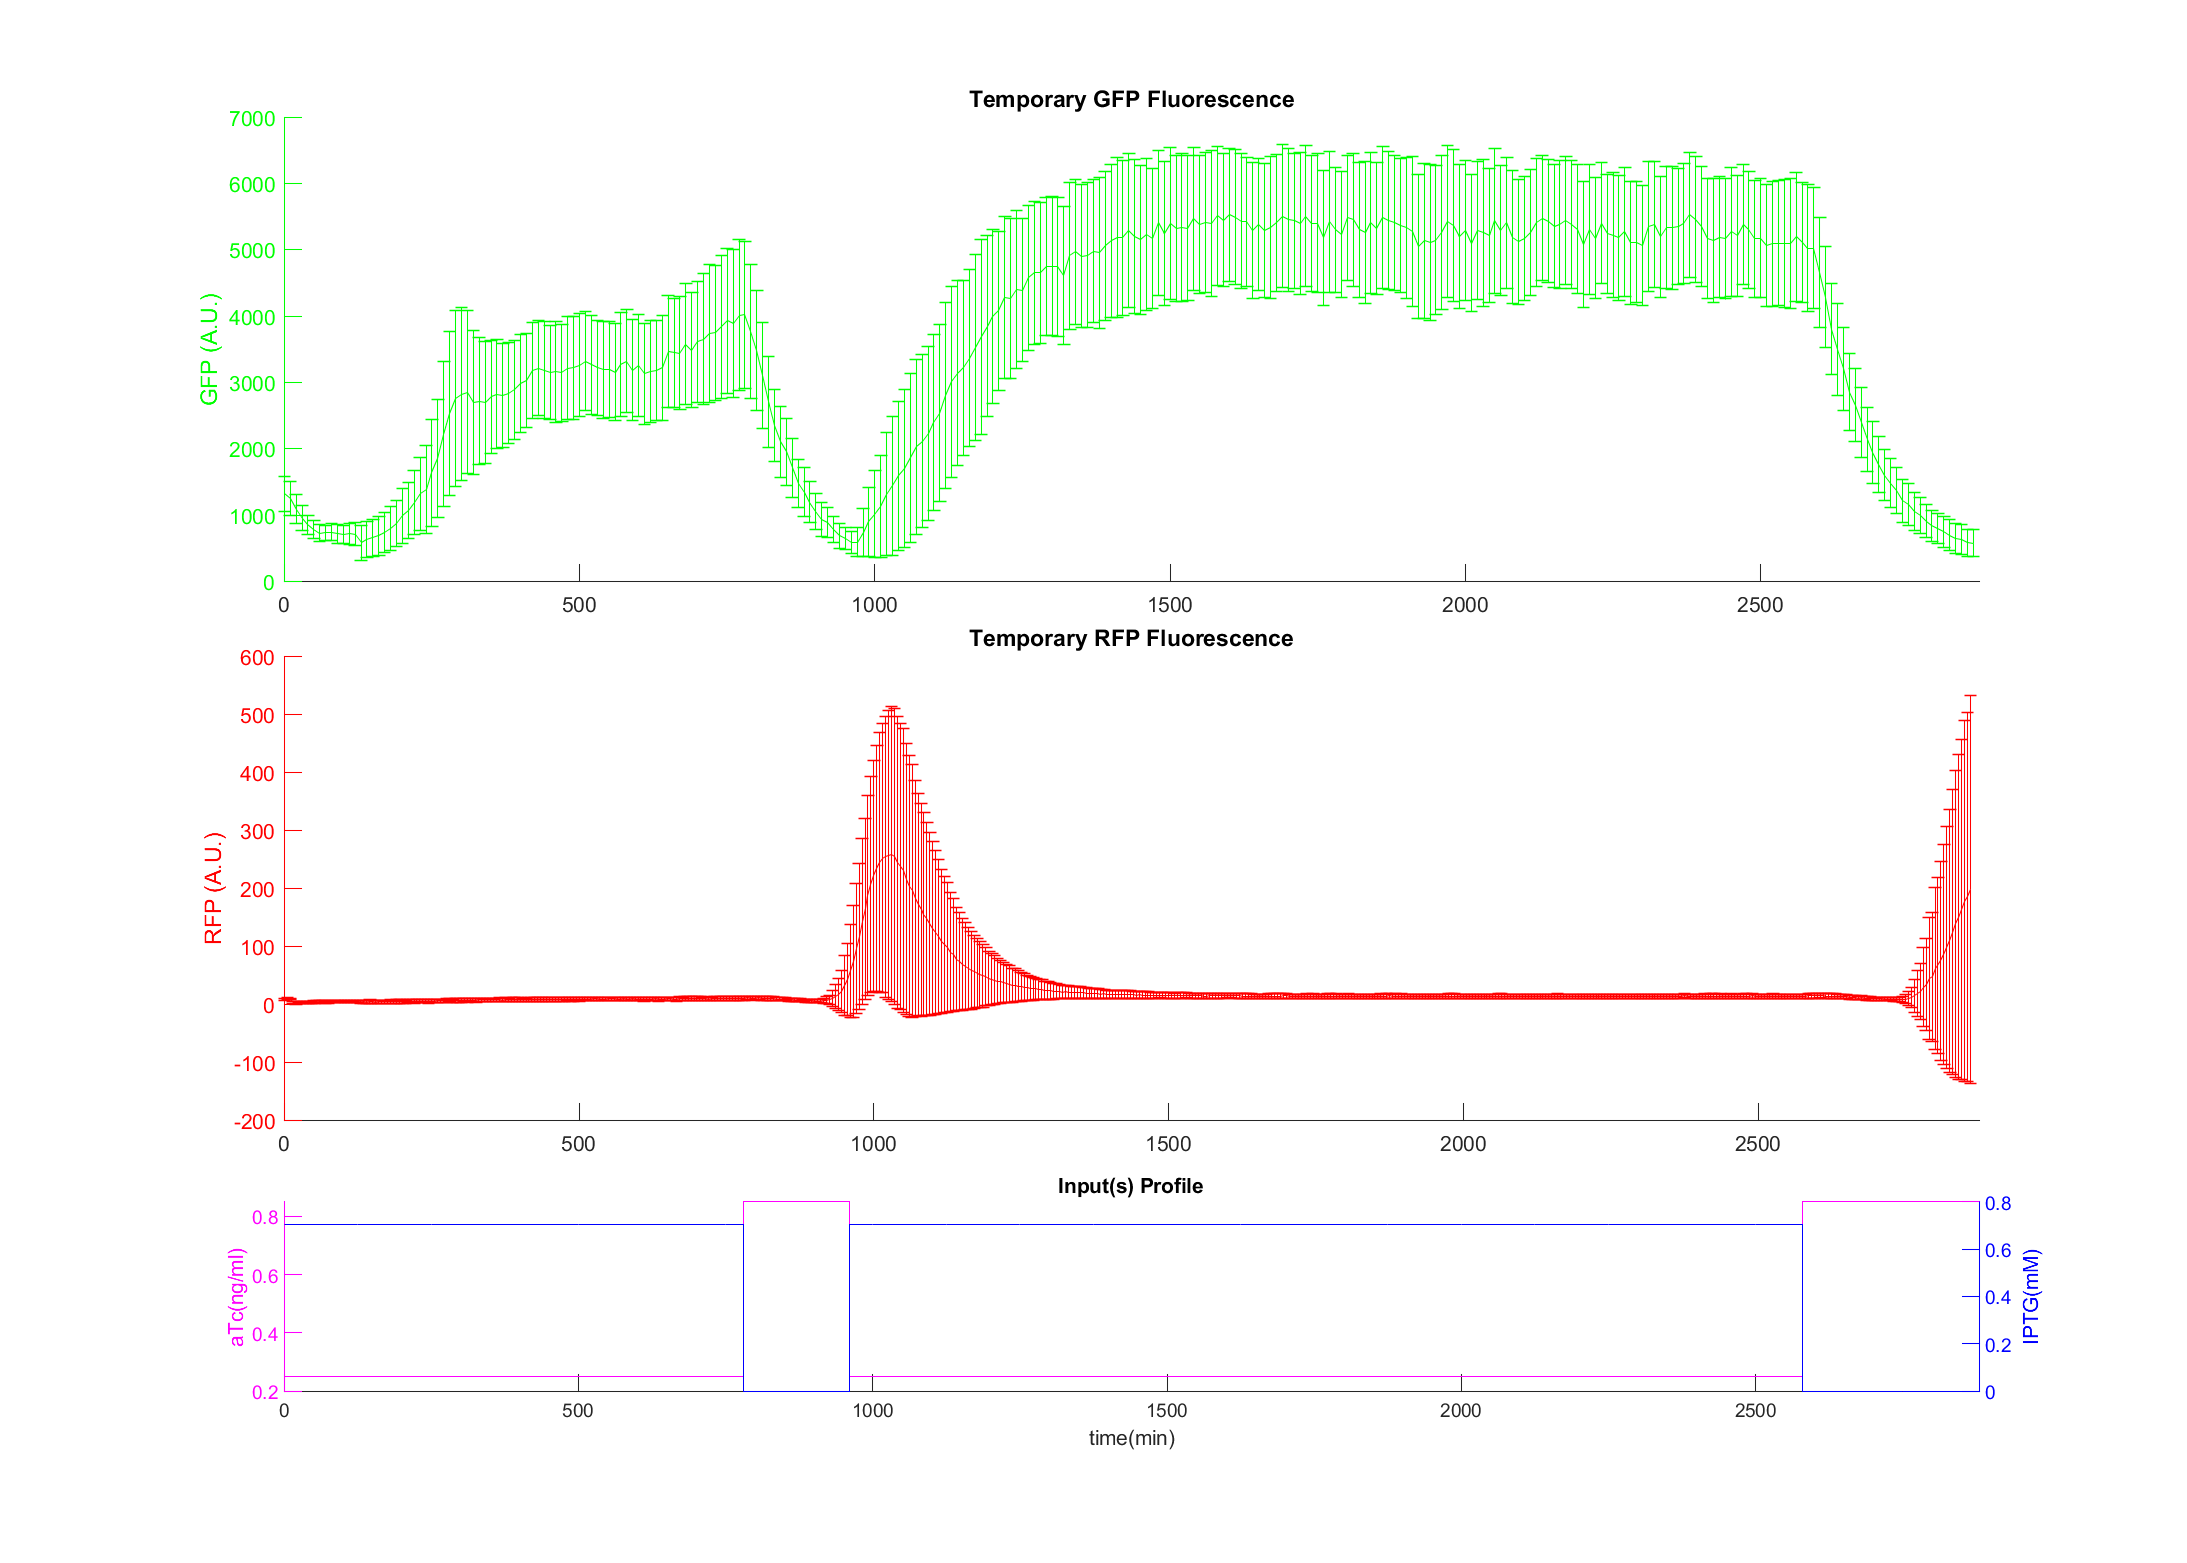 Temporary GFP Fluorescence
7000
6000
5000
4000
3000
2000
1000
0
GFP (A.U.)
0 500 1000 1500 2000 2500
Temporary RFP Fluorescence
600
500
400
300
200
100
0
-100
-200
RFP (A.U.)
0 500 1000 1500 2000 2500
Input(s) Profile
0.8
0.6
0.4
0.2
aTc(ng/ml)
0.8
0.6
0.4
0.2
0
IPTG(mM)
0 500 1000 1500 2000 2500
time(min)